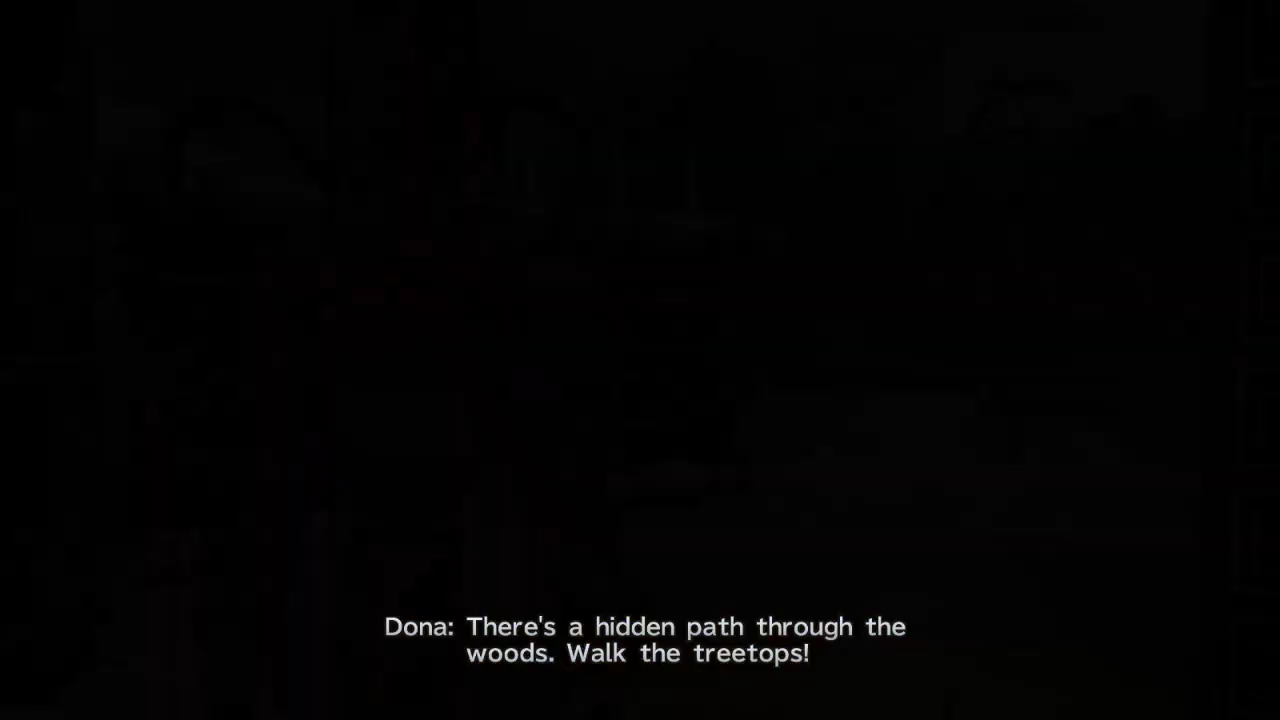 Dona: There's a hidden path through the
woods. Walk the treetops!